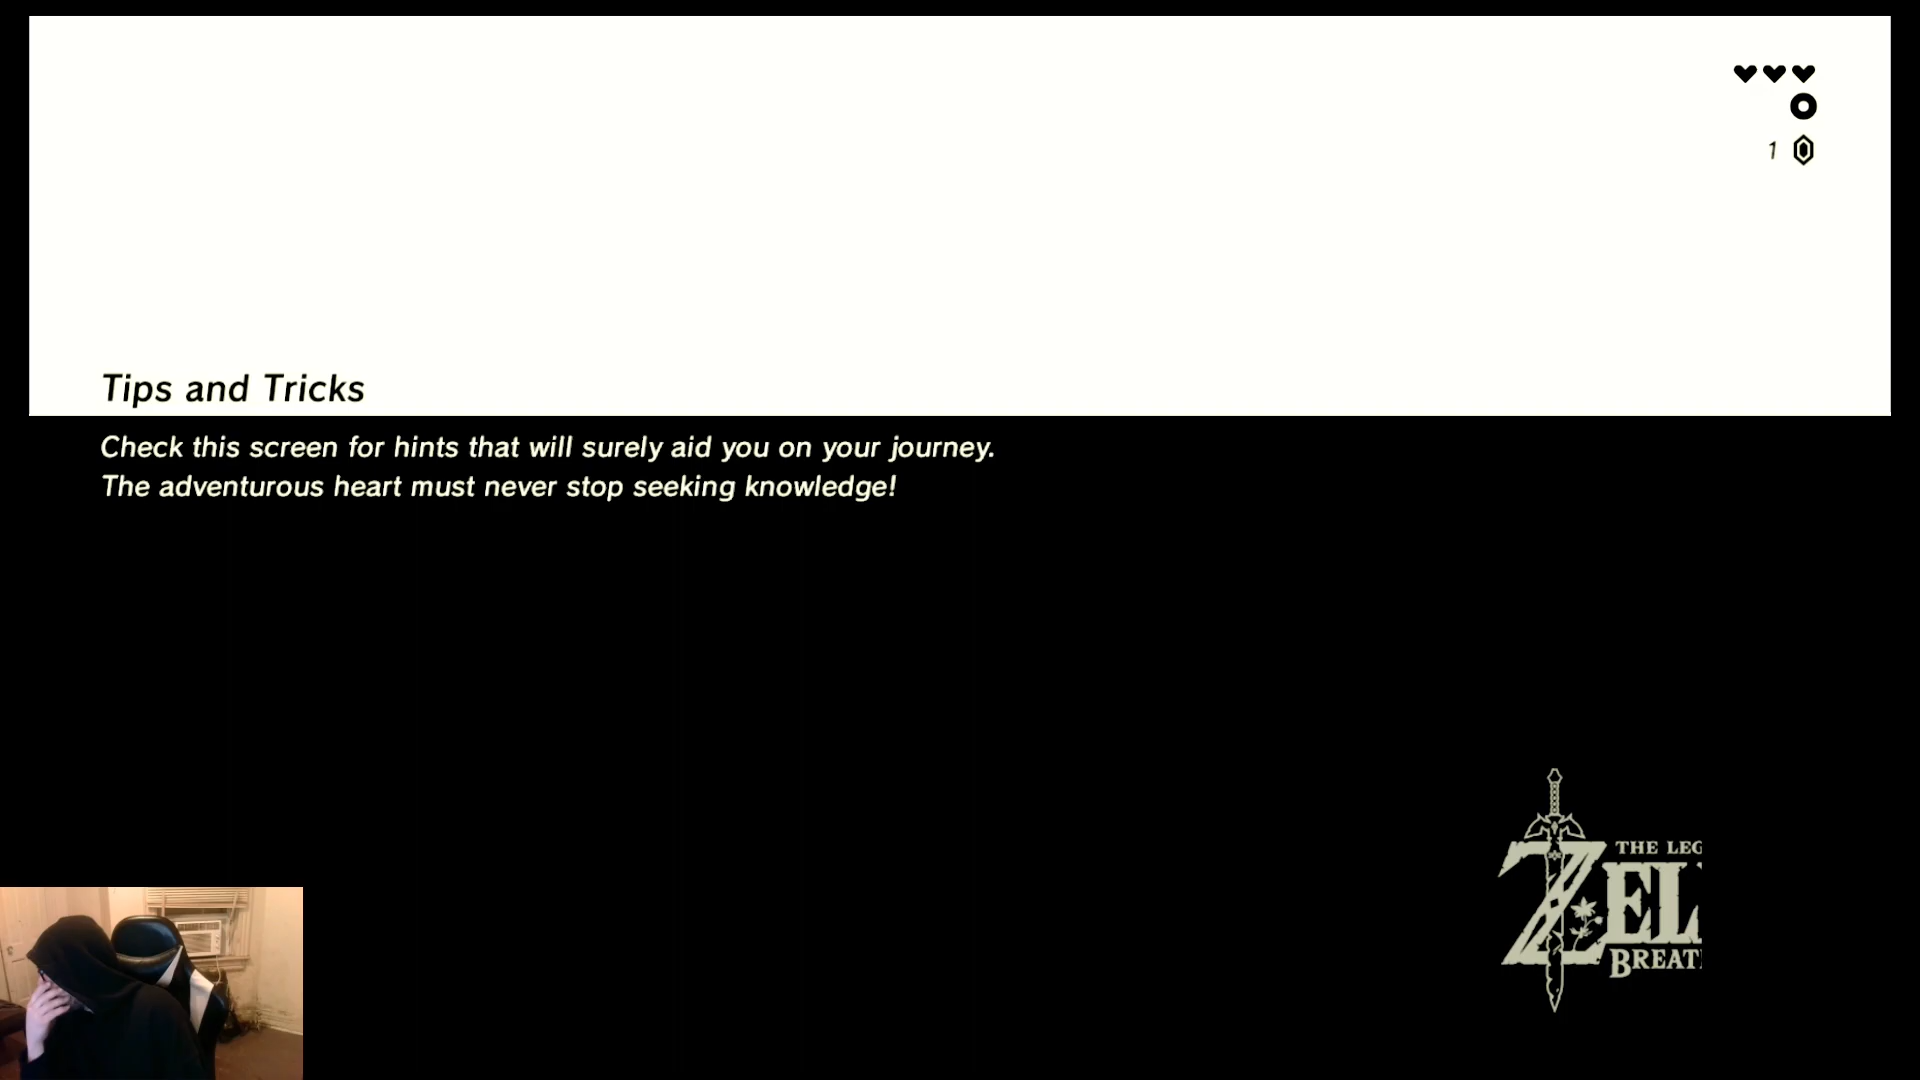 1
Tips and Tricks
Check this screen for hints that will surely aid you on your journey.
The adventurous heart must never stop seeking knowledge!
THE LEG
ZEL
BREAT